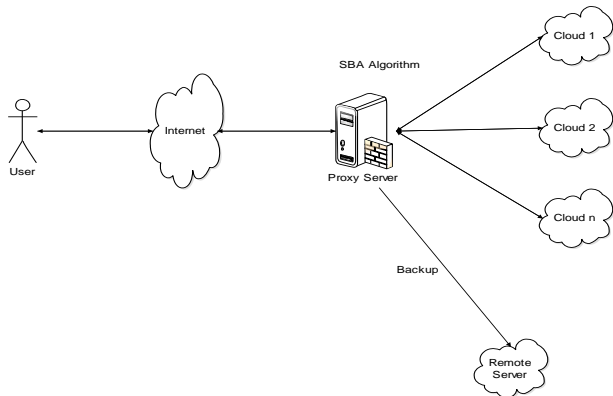 Cloud 1
SBA Algorithm
Cloud 2
Internet
User
Proxy Server
Cloud n
Backup
Remote
Server